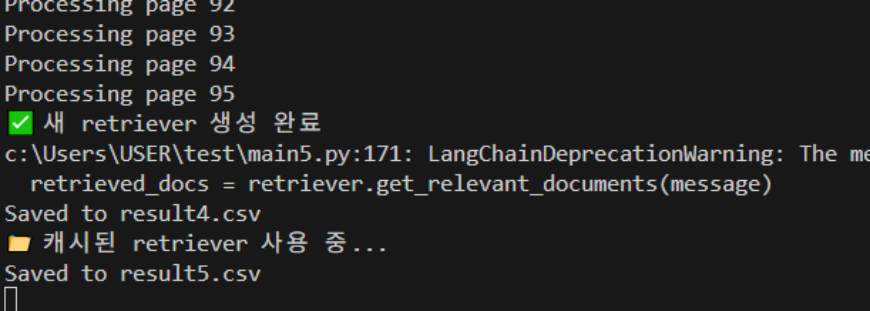 Processing page 92
Processing page 93
Processing page 94
Processing page 95
✅ 새 retriever 생성 완료
c:\Users\USER\test\main5.py:171: LangChainDeprecationWarning: The me
  retrieved_docs = retriever.get_relevant_documents(message)
Saved to result4.csv
📁 캐시된 retriever 사용 중...
Saved to result5.csv